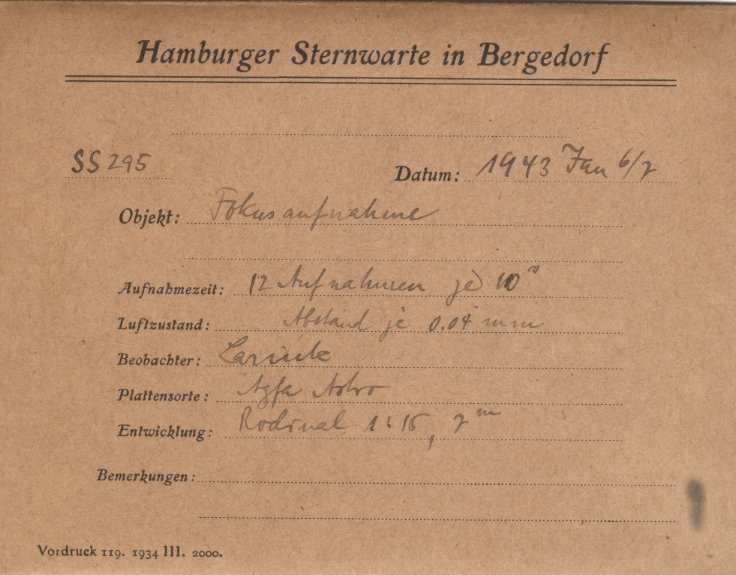 Hamburger Sternwarte in Bergedorf
SS 295 Datum: 1943 Jan 6/7
Objekt: Fokusaufnahme
Aufnahmezeit: 12 Aufnahmen je 10ˢ
Luftzustand: Abstand je 0.04 mm
Beobachter:
Plattensorte: Agfa Astro
Entwicklung: Rodinal 1:15, 7ᵐ
Bemerkungen:
Vordruck 119. 1934 III. 2000.